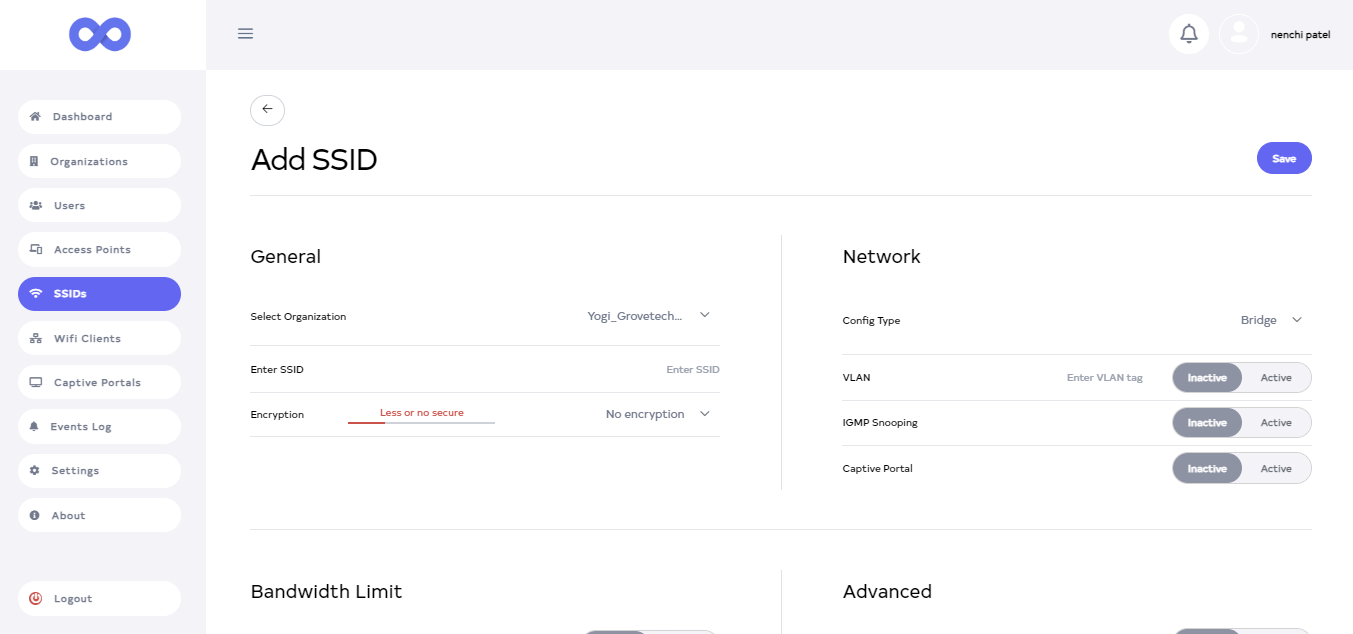 nenchi patel
Dashboard
Organizations
Users
Access Points
SSIDs
Wifi Clients
Captive Portals
Events Log
Settings
About
Logout
Add SSID
Save
General
Select Organization
Yogi_Grovetech...
Enter SSID
Enter SSID
Encryption
Less or no secure
No encryption
Network
Config Type
Bridge
VLAN
Enter VLAN tag
Inactive
Active
IGMP Snooping
Inactive
Active
Captive Portal
Inactive
Active
Bandwidth Limit
Advanced